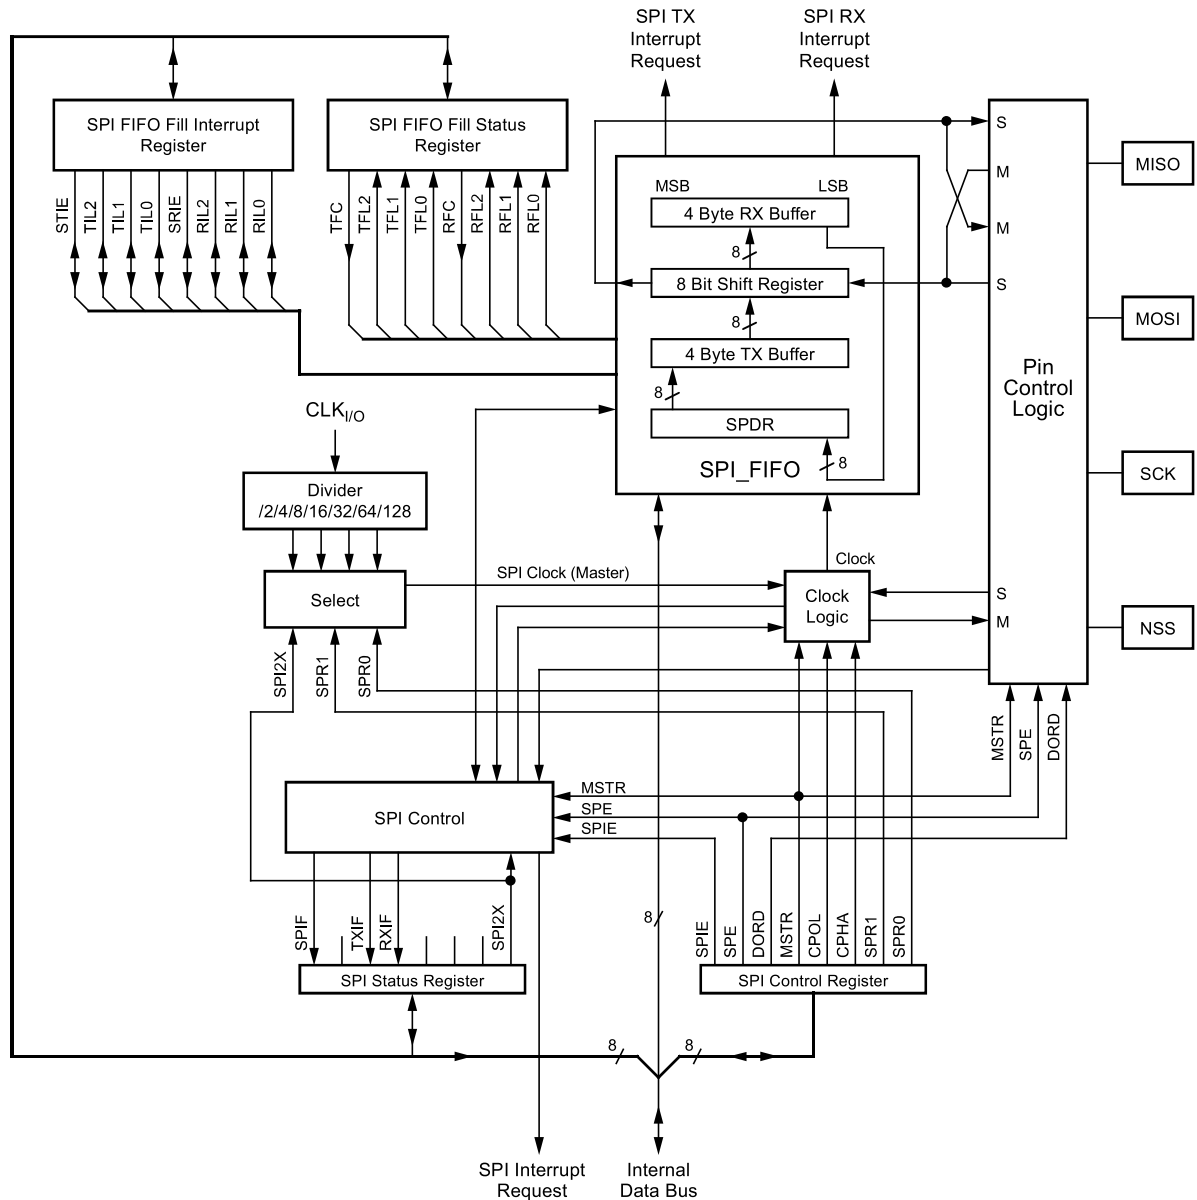 SPI TX
Interrupt
Request
SPI RX
Interrupt
Request
SPI FIFO Fill Interrupt
Register
SPI FIFO Fill Status
Register
STIE
TIL2
TIL1
TIL0
SRIE
RIL2
RIL1
RIL0
TFC
TFL2
TFL1
TFL0
RFC
RFL2
RFL1
RFL0
MSB
LSB
4 Byte RX Buffer
8
8 Bit Shift Register
8
4 Byte TX Buffer
8
SPDR
8
SPI_FIFO
S
M
M
S
Pin
Control
Logic
S
M
MISO
MOSI
SCK
NSS
CLKI/O
Divider
/2/4/8/16/32/64/128
Select
SPI Clock (Master)
Clock
Clock
Logic
SPI2X
SPR1
SPR0
MSTR
SPE
DORD
SPI Control
MSTR
SPE
SPIE
SPIF
TXIF
RXIF
SPI2X
SPI Status Register
8
SPIE
SPE
DORD
MSTR
CPOL
CPHA
SPR1
SPR0
SPI Control Register
8
8
SPI Interrupt
Request
Internal
Data Bus